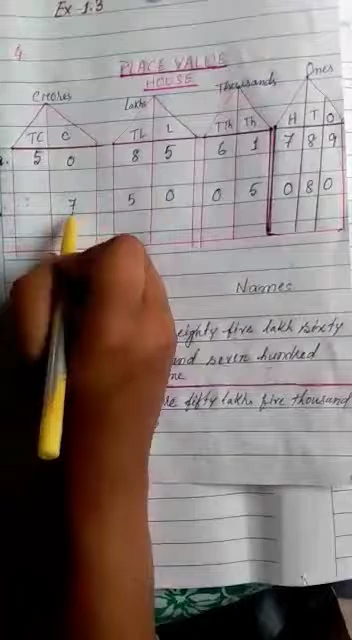 Ex-1.3
4
PLACE VALUE
HOUSE
Crores Lakhs Thousands Ones
TC C TL L TTh Th H T O
5 0 8 5 6 1 7 8 9
7 5 0 0 5 0 8 0
Names
eighty five lakh sixty
and seven hundred
ne
fifty lakh five thousand